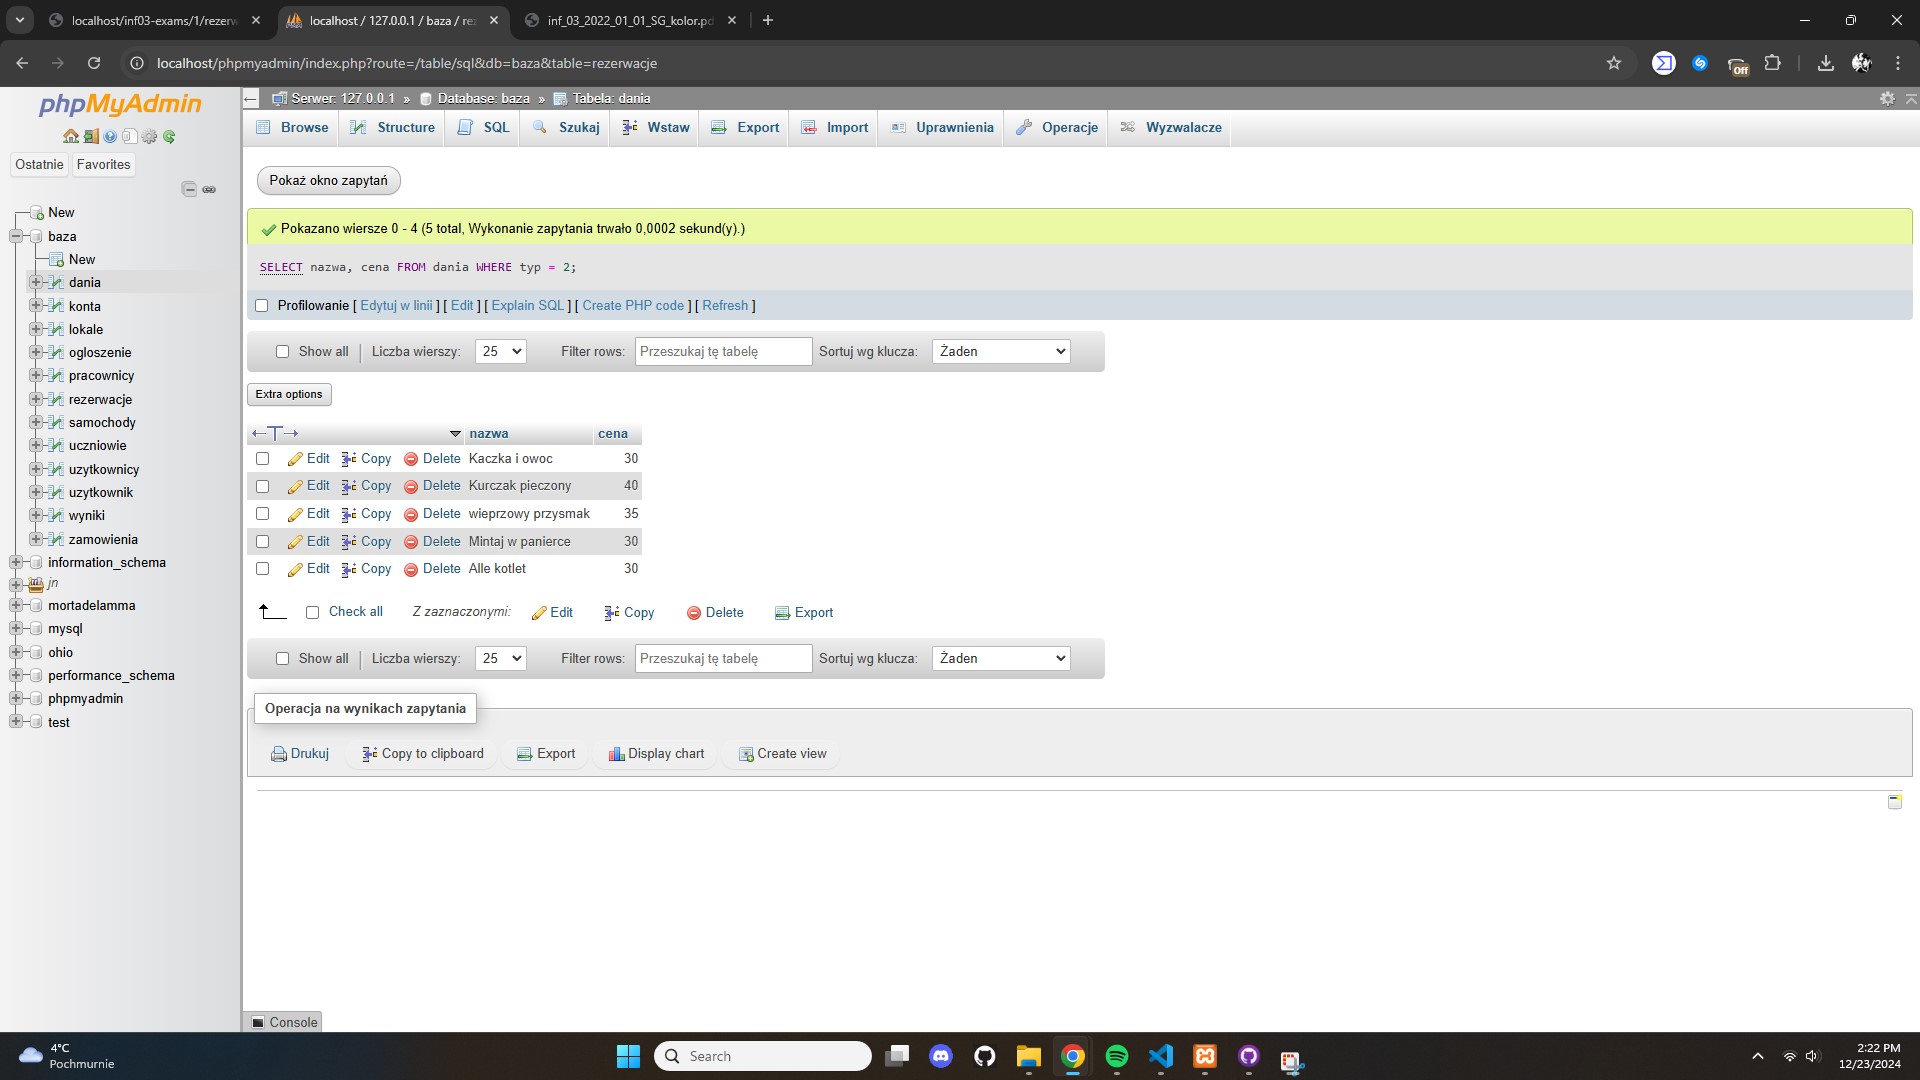 localhost/inf03-exams/1/rezerw
localhost / 127.0.0.1 / baza / re
inf_03_2022_01_01_SG_kolor.pd
localhost/phpmyadmin/index.php?route=/table/sql&db=baza&table=rezerwacje
Off
phpMyAdmin
Ostatnie Favorites
New
baza
New
dania
konta
lokale
ogloszenie
pracownicy
rezerwacje
samochody
uczniowie
uzytkownicy
uzytkownik
wyniki
zamowienia
information_schema
jn
mortadelamma
mysql
ohio
performance_schema
phpmyadmin
test
Serwer: 127.0.0.1 » Database: baza » Tabela: dania
Browse Structure SQL Szukaj Wstaw Export Import Uprawnienia Operacje Wyzwalacze
Pokaż okno zapytań
Pokazano wiersze 0 - 4 (5 total, Wykonanie zapytania trwało 0,0002 sekund(y).)
SELECT nazwa, cena FROM dania WHERE typ = 2;
Profilowanie [ Edytuj w linii ] [ Edit ] [ Explain SQL ] [ Create PHP code ] [ Refresh ]
Show all Liczba wierszy: 25 Filter rows: Przeszukaj tę tabelę Sortuj wg klucza: Żaden
Extra options
nazwa cena
Edit Copy Delete Kaczka i owoc 30
Edit Copy Delete Kurczak pieczony 40
Edit Copy Delete wieprzowy przysmak 35
Edit Copy Delete Mintaj w panierce 30
Edit Copy Delete Alle kotlet 30
Check all Z zaznaczonymi: Edit Copy Delete Export
Show all Liczba wierszy: 25 Filter rows: Przeszukaj tę tabelę Sortuj wg klucza: Żaden
Operacja na wynikach zapytania
Drukuj Copy to clipboard Export Display chart Create view
Console
4°C
Pochmurnie
Search
2:22 PM
12/23/2024